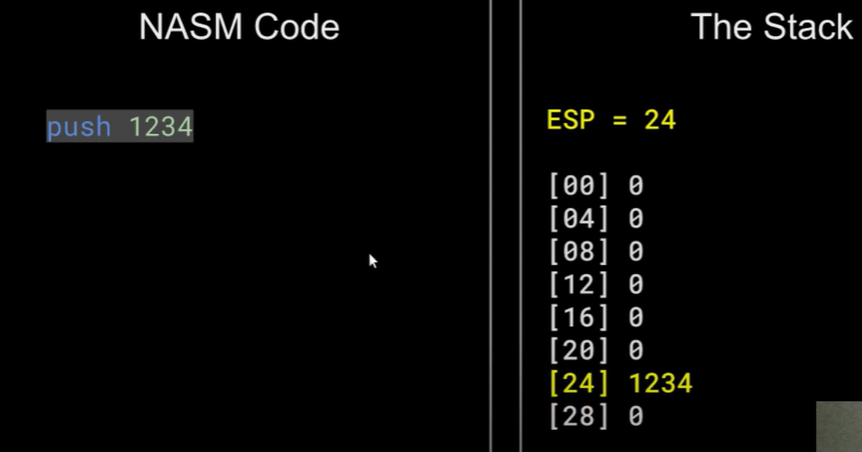 NASM Code
push 1234
The Stack
ESP = 24
[00] 0
[04] 0
[08] 0
[12] 0
[16] 0
[20] 0
[24] 1234
[28] 0